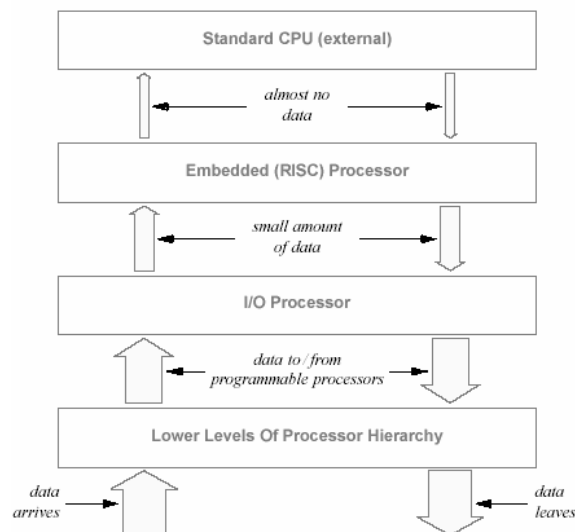 Standard CPU (external)
almost no
data
Embedded (RISC) Processor
small amount
of data
I/O Processor
data to/from
programmable processors
Lower Levels Of Processor Hierarchy
data
arrives
data
leaves